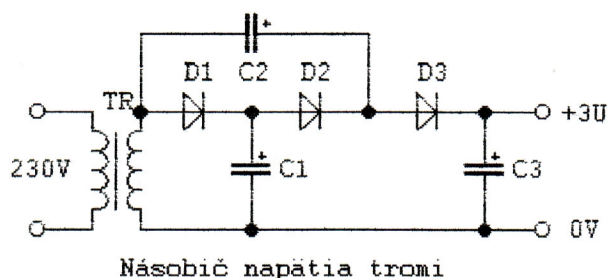 C2
D1
D2
D3
TR
+3U
230V
C1
C3
0V
Násobič napätia tromi